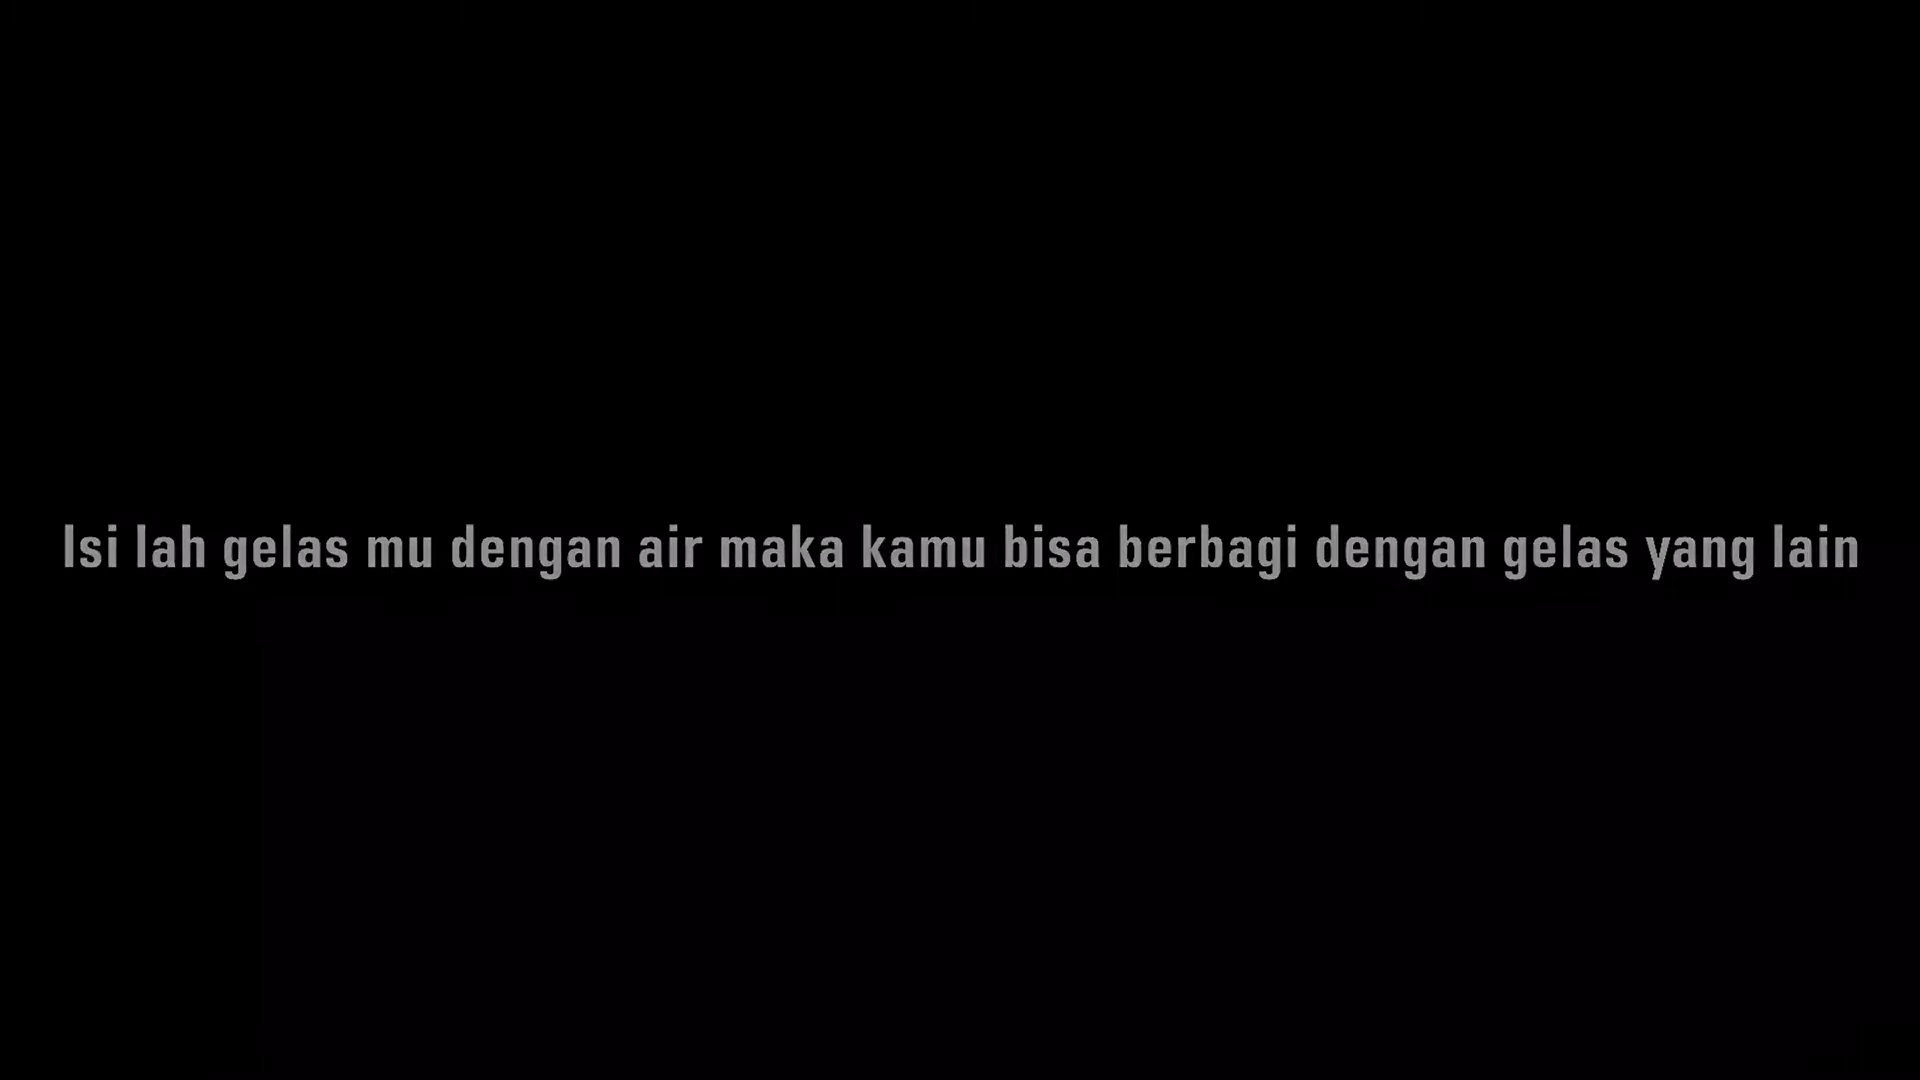 Isi lah gelas mu dengan air maka kamu bisa berbagi dengan gelas yang lain